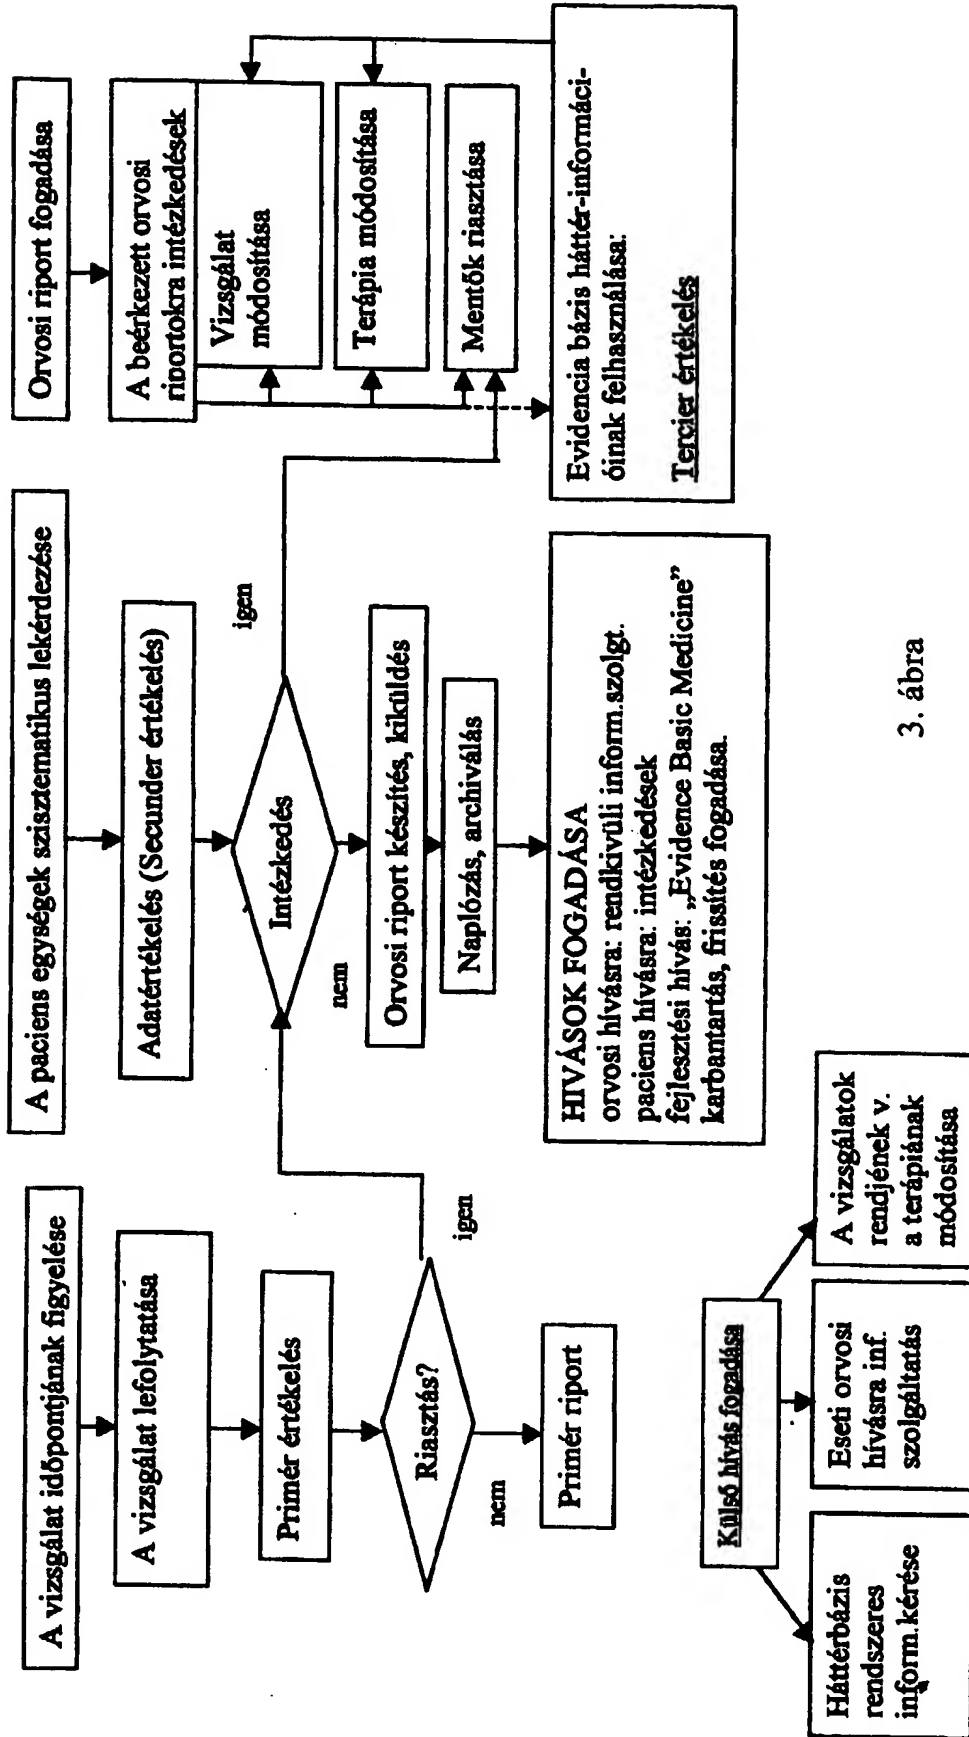 A vizsgálat időpontjának figyelése
A vizsgálat lefolytatása
Primér értékelés
Riasztás?
igen
nem
Primér riport
A paciens egységek szisztematikus lekérdezése
Adatértékelés (Secunder értékelés)
Intézkedés
igen
nem
Orvosi riport készítés, kiküldés
Naplózás, archiválás
HIVÁSOK FOGADÁSA
orvosi hívásra: rendkivüli inform.szolgt.
paciens hívásra: intézkedések
fejlesztési hívás: „Evidence Basic Medicine”
karbantartás, frissítés fogadása.
Orvosi riport fogadása
A beérkezett orvosi
riportokra intézkedések
Vizsgálat
módosítása
Terápia módosítása
Mentők riasztása
Evidencia bázis háttér-informáci-
óinak felhasználása:
Tercier értékelés
Külső hívás fogadása
Háttérbázis
rendszeres
inform.kérése
Eseti orvosi
hívásra inf.
szolgáltatás
A vizsgálatok
rendjének v.
a terápiának
módosítása
3. ábra